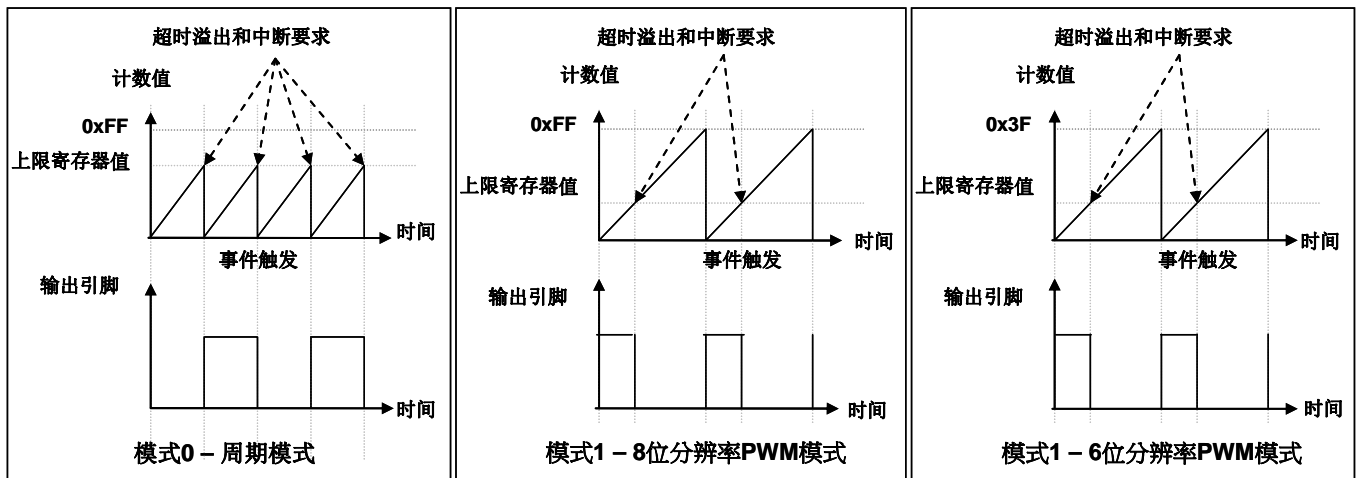 超时溢出和中断要求
计数值
0xFF
上限寄存器值
时间
事件触发
输出引脚
时间
模式0 – 周期模式
超时溢出和中断要求
计数值
0xFF
上限寄存器值
时间
事件触发
输出引脚
时间
模式1 – 8位分辨率PWM模式
超时溢出和中断要求
计数值
0x3F
上限寄存器值
时间
事件触发
输出引脚
时间
模式1 – 6位分辨率PWM模式